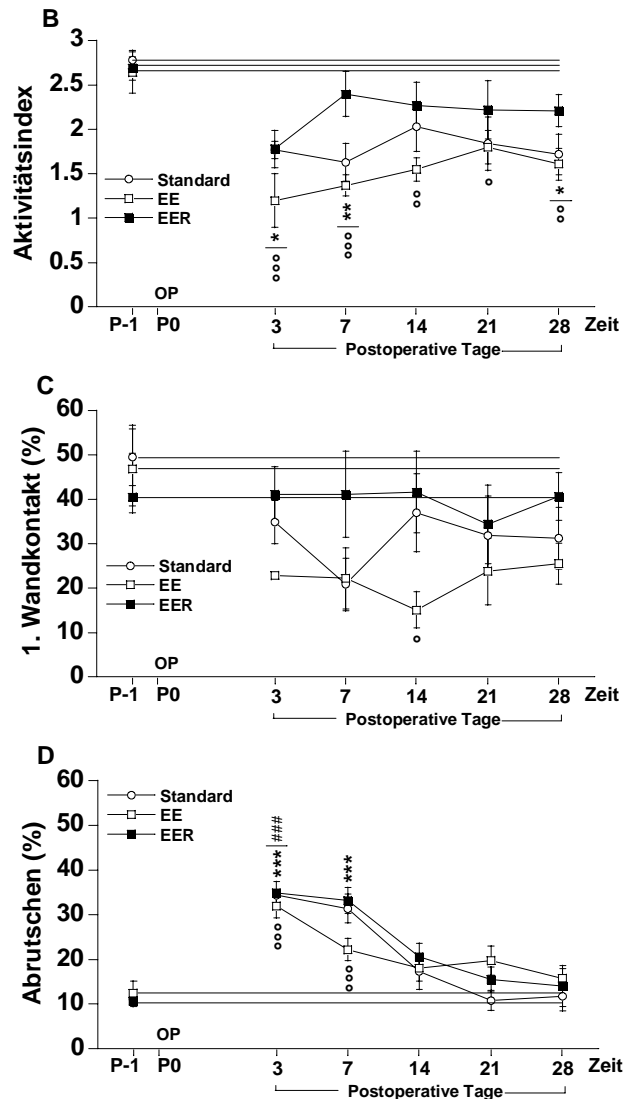 B
Aktivitätsindex
3
2.5
2
1.5
1
0.5
0
Standard
EE
EER
*
°°°
**
°°°
°°
°
*
°°
OP
P-1 P0 3 7 14 21 28 Zeit
Postoperative Tage
C
1. Wandkontakt (%)
60
50
40
30
20
10
0
Standard
EE
EER
°
OP
P-1 P0 3 7 14 21 28 Zeit
Postoperative Tage
D
Abrutschen (%)
60
50
40
30
20
10
0
Standard
EE
EER
###
***
°°°
***
°°°
OP
P-1 P0 3 7 14 21 28 Zeit
Postoperative Tage